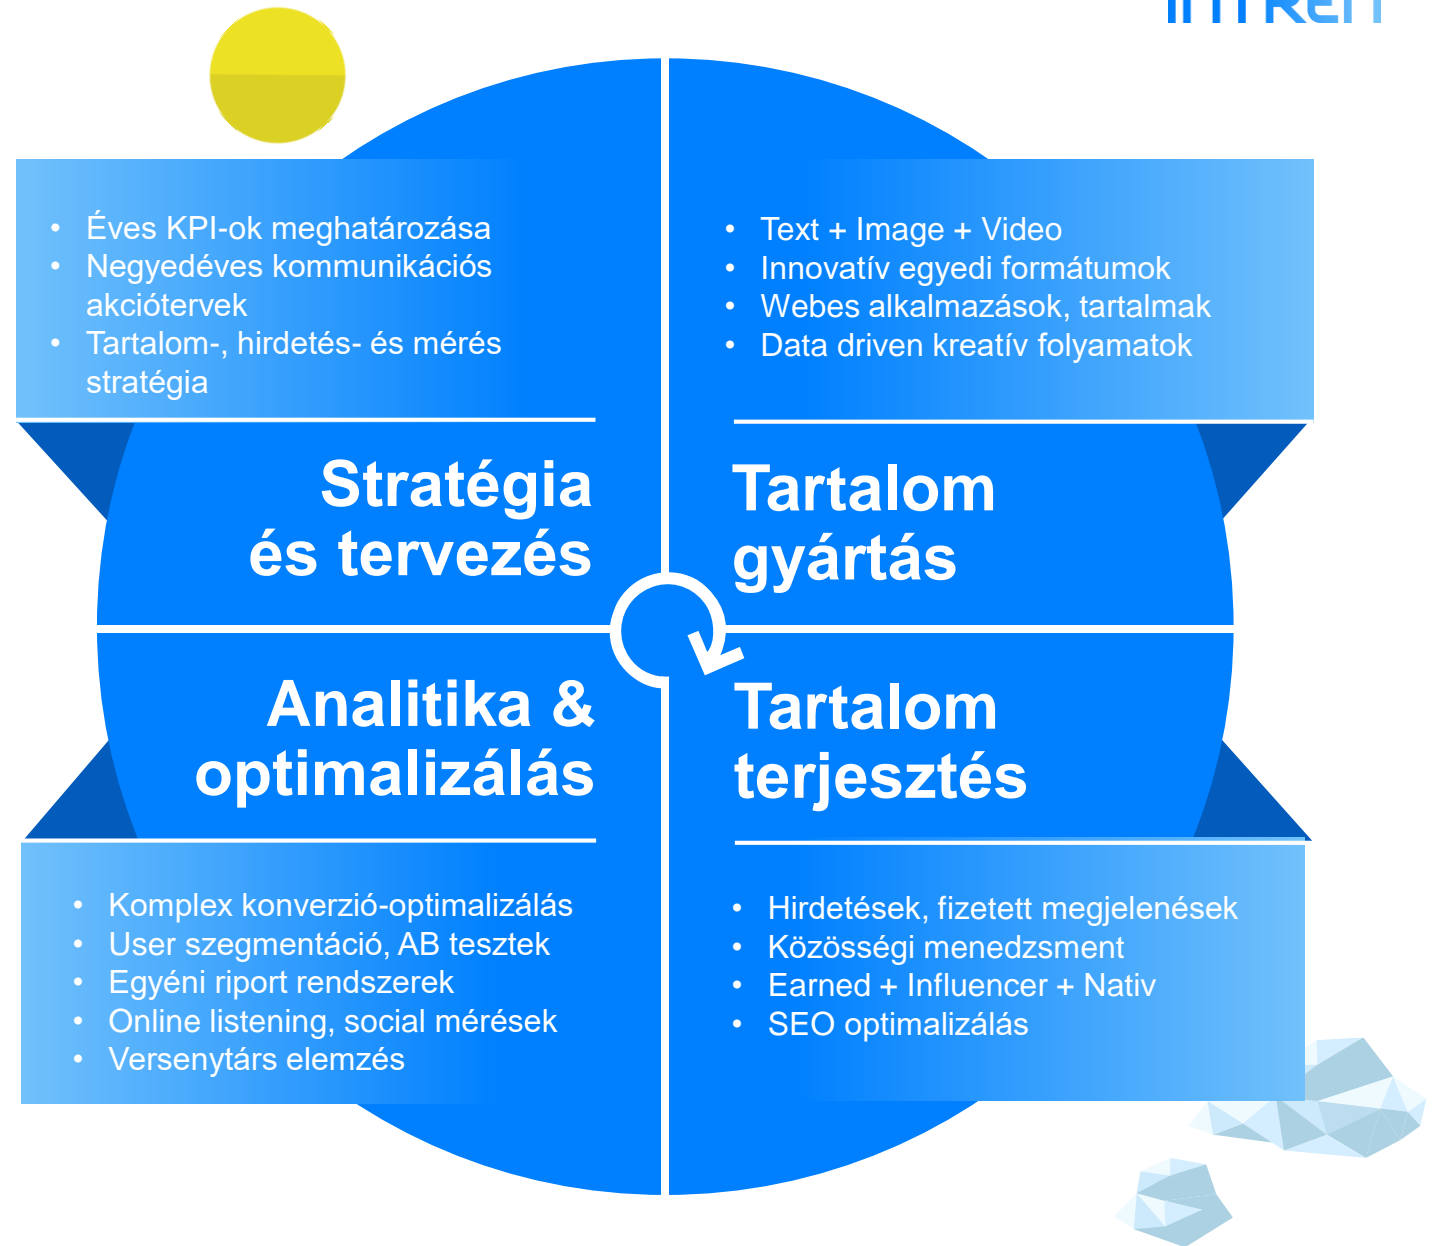 INTREN
• Éves KPI-ok meghatározása
• Negyedéves kommunikációs
akciótervek
• Tartalom-, hirdetés- és mérés
stratégia
Stratégia
és tervezés
• Text + Image + Video
• Innovatív egyedi formátumok
• Webes alkalmazások, tartalmak
• Data driven kreatív folyamatok
Tartalom
gyártás
Analitika &
optimalizálás
• Komplex konverzió-optimalizálás
• User szegmentáció, AB tesztek
• Egyéni riport rendszerek
• Online listening, social mérések
• Versenytárs elemzés
Tartalom
terjesztés
• Hirdetések, fizetett megjelenések
• Közösségi menedzsment
• Earned + Influencer + Nativ
• SEO optimalizálás